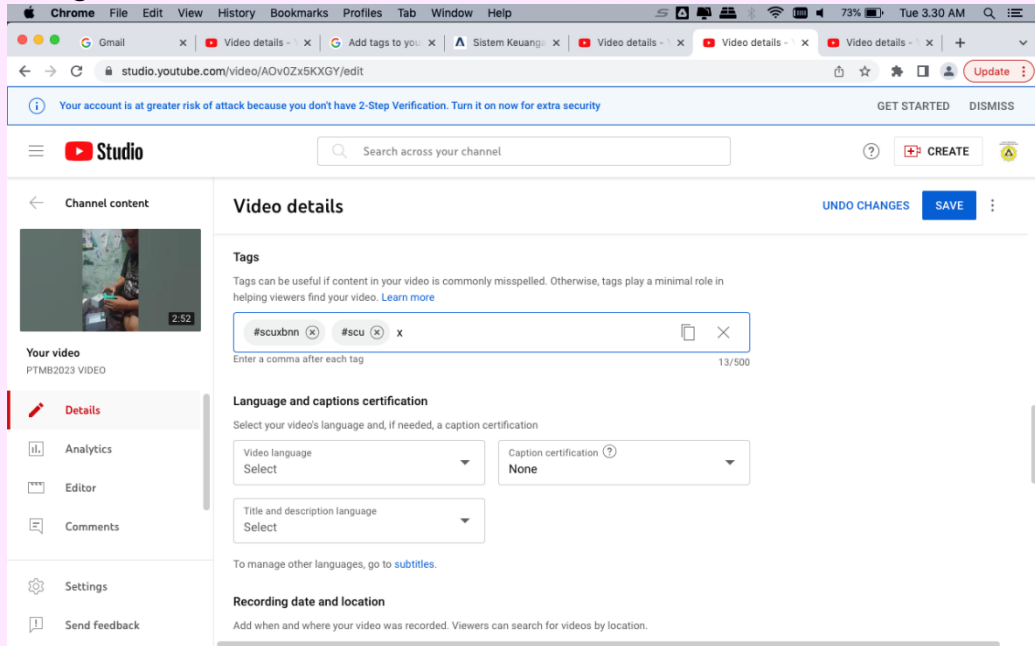 Chrome File Edit View History Bookmarks Profiles Tab Window Help 73% Tue 3.30 AM
Gmail Video details - Add tags to you Sistem Keuanga Video details - Video details - Video details -
studio.youtube.com/video/AOv0Zx5KXGY/edit Update
Your account is at greater risk of attack because you don't have 2-Step Verification. Turn it on now for extra security GET STARTED DISMISS
Studio Search across your channel CREATE
Channel content Video details UNDO CHANGES SAVE
Tags
Tags can be useful if content in your video is commonly misspelled. Otherwise, tags play a minimal role in
helping viewers find your video. Learn more
2:52
#scuxbnn #scu x
Your video
PTMB2023 VIDEO
Enter a comma after each tag 13/500
Details
Analytics
Editor
Comments
Settings
Send feedback
Language and captions certification
Select your video's language and, if needed, a caption certification
Video language Caption certification
Select None
Title and description language
Select
To manage other languages, go to subtitles.
Recording date and location
Add when and where your video was recorded. Viewers can search for videos by location.